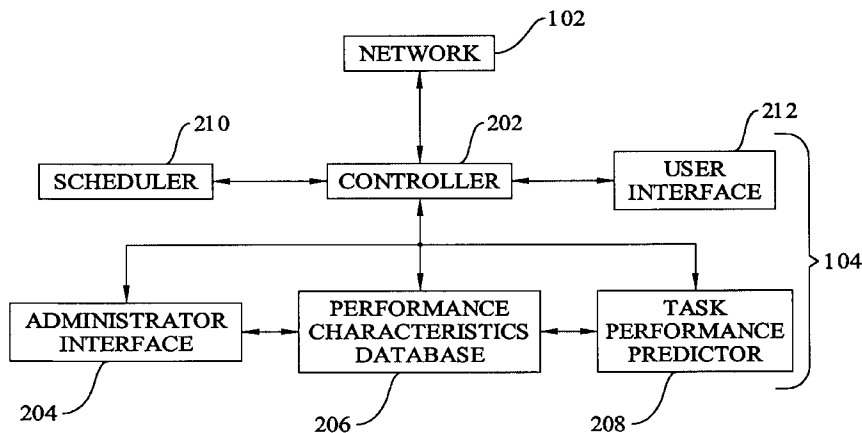 102
NETWORK
210
202
212
SCHEDULER
CONTROLLER
USER
INTERFACE
104
ADMINISTRATOR
INTERFACE
PERFORMANCE
CHARACTERISTICS
DATABASE
TASK
PERFORMANCE
PREDICTOR
204
206
208